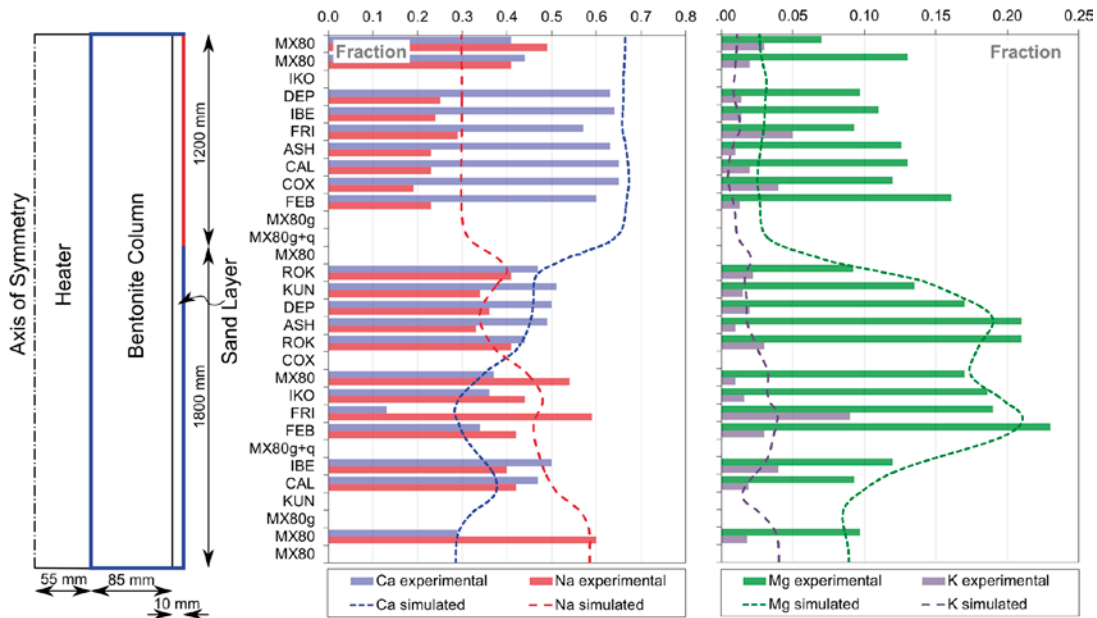 Axis of Symmetry
Heater
Bentonite Column
Sand Layer
1200 mm
1800 mm
55 mm
85 mm
10 mm
0.0 0.1 0.2 0.3 0.4 0.5 0.6 0.7 0.8
Fraction
MX80
MX80
IKO
DEP
IBE
FRI
ASH
CAL
COX
FEB
MX80g
MX80g+q
MX80
ROK
KUN
DEP
ASH
ROK
COX
MX80
IKO
FRI
FEB
MX80g+q
IBE
CAL
KUN
MX80g
MX80
MX80
Ca experimental Na experimental
Ca simulated Na simulated
.00 0.05 0.10 0.15 0.20 0.25
Fraction
Mg experimental K experimental
Mg simulated K simulated